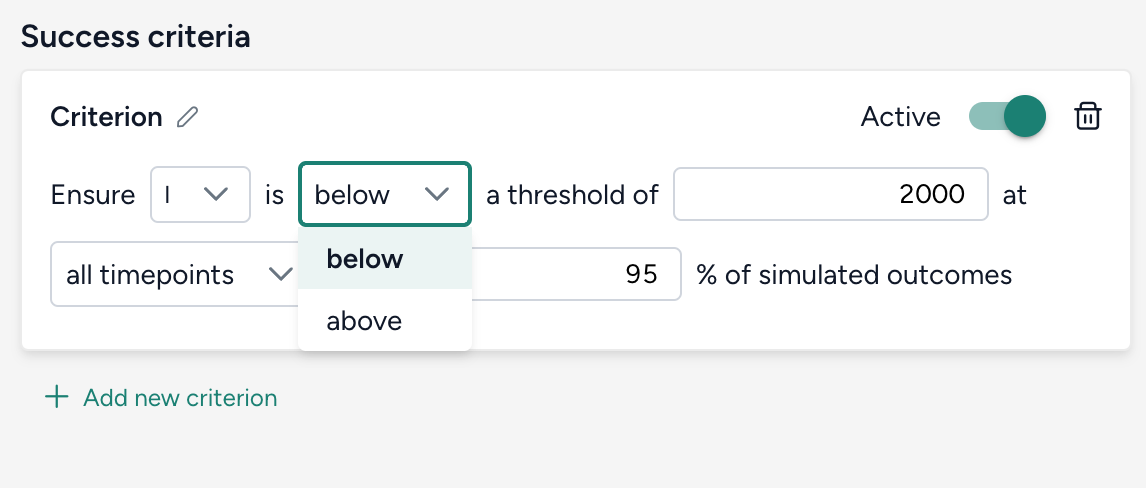 Success criteria
Criterion Active
Ensure I is below a threshold of 2000 at
all timepoints 95 % of simulated outcomes
below
above
Add new criterion